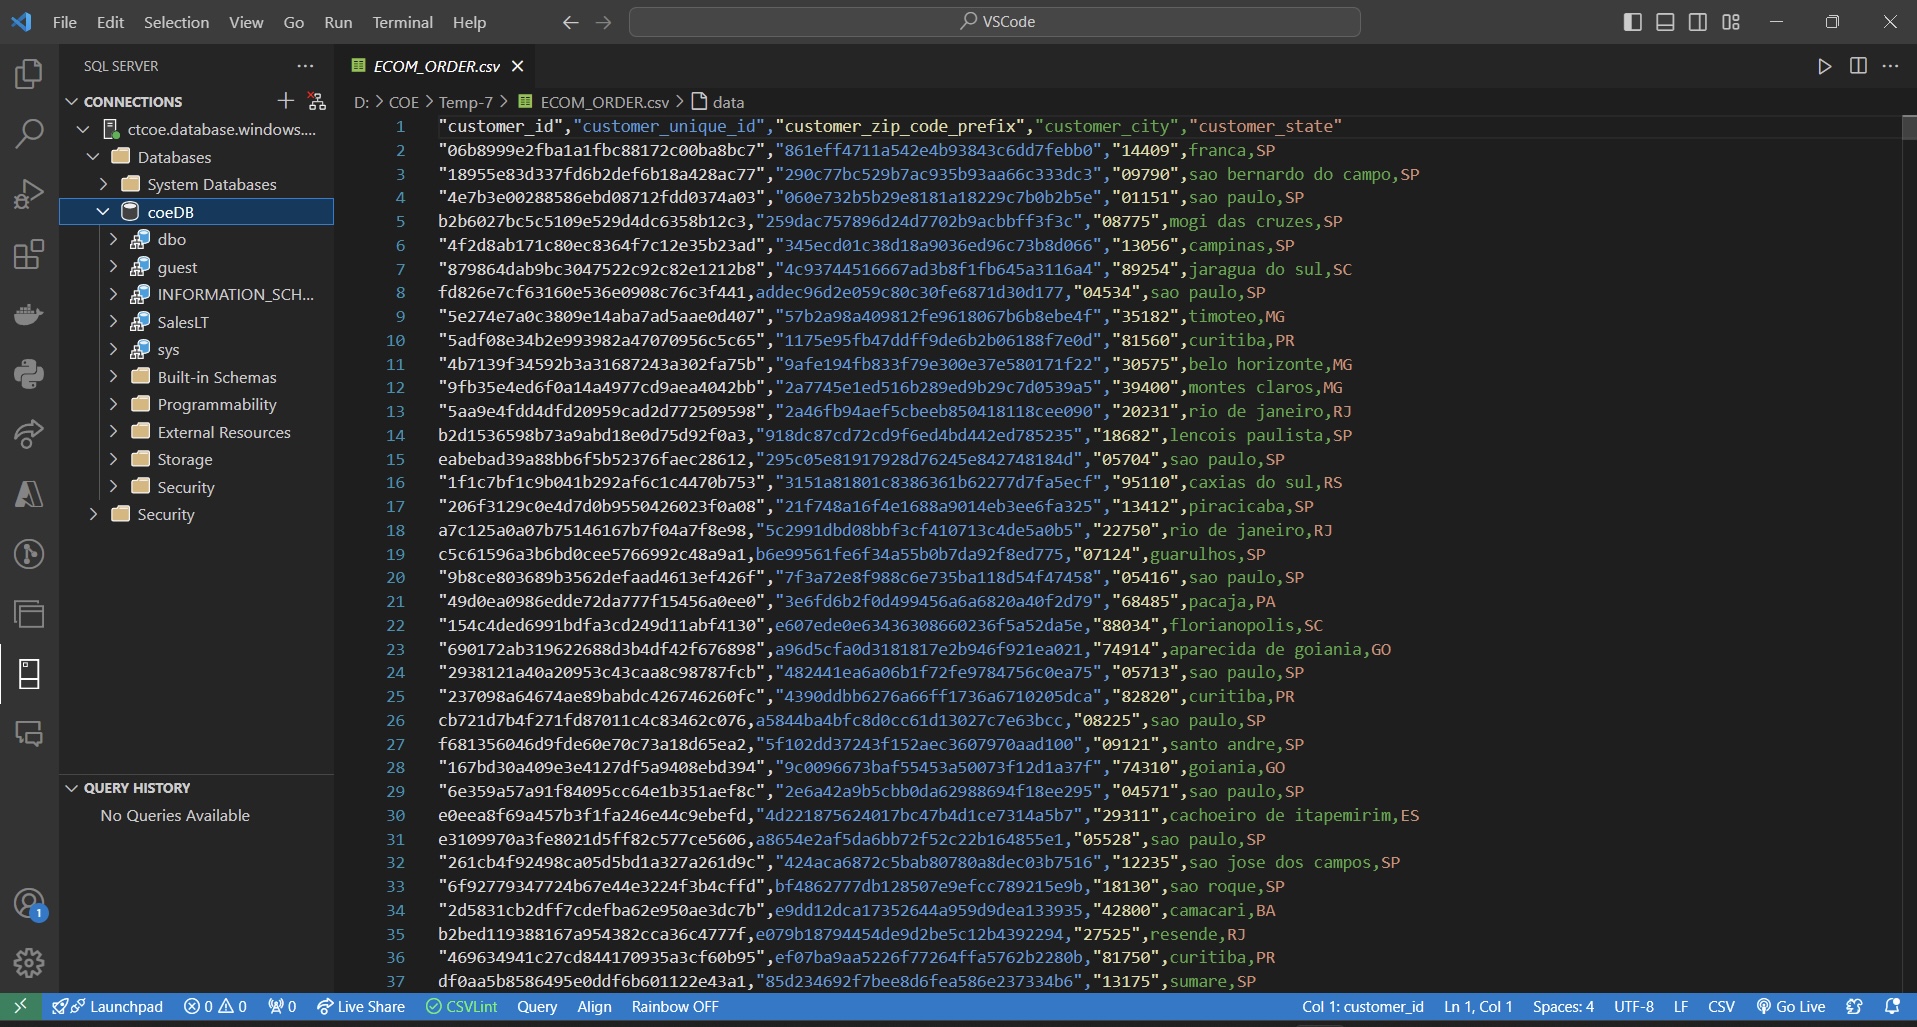 File Edit Selection View Go Run Terminal Help
VSCode
SQL SERVER
CONNECTIONS
ctcoe.database.windows....
Databases
System Databases
coeDB
dbo
guest
INFORMATION_SCH...
SalesLT
sys
Built-in Schemas
Programmability
External Resources
Storage
Security
Security
QUERY HISTORY
No Queries Available
1
ECOM_ORDER.csv
D: > COE > Temp-7 > ECOM_ORDER.csv > data
1 "customer_id","customer_unique_id","customer_zip_code_prefix","customer_city","customer_state"
2 "06b8999e2fba1a1fbc88172c00ba8bc7","861eff4711a542e4b93843c6dd7febb0","14409",franca,SP
3 "18955e83d337fd6b2def6b18a428ac77","290c77bc529b7ac935b93aa66c333dc3","09790",sao bernardo do campo,SP
4 "4e7b3e00288586ebd08712fdd0374a03","060e732b5b29e8181a18229c7b0b2b5e","01151",sao paulo,SP
5 b2b6027bc5c5109e529d4dc6358b12c3,"259dac757896d24d7702b9acbbff3f3c","08775",mogi das cruzes,SP
6 "4f2d8ab171c80ec8364f7c12e35b23ad","345ecd01c38d18a9036ed96c73b8d066","13056",campinas,SP
7 "879864dab9bc3047522c92c82e1212b8","4c93744516667ad3b8f1fb645a3116a4","89254",jaragua do sul,SC
8 fd826e7cf63160e536e0908c76c3f441,addec96d2e059c80c30fe6871d30d177,"04534",sao paulo,SP
9 "5e274e7a0c3809e14aba7ad5aae0d407","57b2a98a409812fe9618067b6b8ebe4f","35182",timoteo,MG
10 "5adf08e34b2e993982a47070956c5c65","1175e95fb47ddff9de6b2b06188f7e0d","81560",curitiba,PR
11 "4b7139f34592b3a31687243a302fa75b","9afe194fb833f79e300e37e580171f22","30575",belo horizonte,MG
12 "9fb35e4ed6f0a14a4977cd9aea4042bb","2a7745e1ed516b289ed9b29c7d0539a5","39400",montes claros,MG
13 "5aa9e4fdd4dfd20959cad2d772509598","2a46fb94aef5cbeeb850418118cee090","20231",rio de janeiro,RJ
14 b2d1536598b73a9abd18e0d75d92f0a3,"918dc87cd72cd9f6ed4bd442ed785235","18682",lencois paulista,SP
15 eabebad39a88bb6f5b52376faec28612,"295c05e81917928d76245e842748184d","05704",sao paulo,SP
16 "1f1c7bf1c9b041b292af6c1c4470b753","3151a81801c8386361b62277d7fa5ecf","95110",caxias do sul,RS
17 "206f3129c0e4d7d0b9550426023f0a08","21f748a16f4e1688a9014eb3ee6fa325","13412",piracicaba,SP
18 a7c125a0a07b75146167b7f04a7f8e98,"5c2991dbd08bbf3cf410713c4de5a0b5","22750",rio de janeiro,RJ
19 c5c61596a3b6bd0cee5766992c48a9a1,b6e99561fe6f34a55b0b7da92f8ed775,"07124",guarulhos,SP
20 "9b8ce803689b3562defaad4613ef426f","7f3a72e8f988c6e735ba118d54f47458","05416",sao paulo,SP
21 "49d0ea0986edde72da777f15456a0ee0","3e6fd6b2f0d499456a6a6820a40f2d79","68485",pacaja,PA
22 "154c4ded6991bdfa3cd249d11abf4130",e607ede0e63436308660236f5a52da5e,"88034",florianopolis,SC
23 "690172ab319622688d3b4df42f676898",a96d5cfa0d3181817e2b946f921ea021,"74914",aparecida de goiania,GO
24 "2938121a40a20953c43caa8c98787fcb","482441ea6a06b1f72fe9784756c0ea75","05713",sao paulo,SP
25 "237098a64674ae89babdc426746260fc","4390ddbb6276a66ff1736a6710205dca","82820",curitiba,PR
26 cb721d7b4f271fd87011c4c83462c076,a5844ba4bfc8d0cc61d13027c7e63bcc,"08225",sao paulo,SP
27 f681356046d9fde60e70c73a18d65ea2,"5f102dd37243f152aec3607970aad100","09121",santo andre,SP
28 "167bd30a409e3e4127df5a9408ebd394","9c0096673baf55453a50073f12d1a37f","74310",goiania,GO
29 "6e359a57a91f84095cc64e1b351aef8c","2e6a42a9b5cbb0da62988694f18ee295","04571",sao paulo,SP
30 e0eea8f69a457b3f1fa246e44c9ebefd,"4d221875624017bc47b4d1ce7314a5b7","29311",cachoeiro de itapemirim,ES
31 e3109970a3fe8021d5ff82c577ce5606,a8654e2af5da6bb72f52c22b164855e1,"05528",sao paulo,SP
32 "261cb4f92498ca05d5bd1a327a261d9c","424aca6872c5bab80780a8dec03b7516","12235",sao jose dos campos,SP
33 "6f92779347724b67e44e3224f3b4cffd",bf4862777db128507e9efcc789215e9b,"18130",sao roque,SP
34 "2d5831cb2dff7cdefba62e950ae3dc7b",e9dd12dca17352644a959d9dea133935,"42800",camacari,BA
35 b2bed119388167a954382cca36c4777f,e079b18794454de9d2be5c12b4392294,"27525",resende,RJ
36 "469634941c27cd844170935a3cf60b95",ef07ba9aa5226f77264ffa5762b2280b,"81750",curitiba,PR
37 df0aa5b8586495e0ddf6b601122e43a1,"85d234692f7bee8d6fea586e237334b6","13175",sumare,SP
Launchpad 0 0 0 Live Share CSVLint Query Align Rainbow OFF Col 1: customer_id Ln 1, Col 1 Spaces: 4 UTF-8 LF CSV Go Live